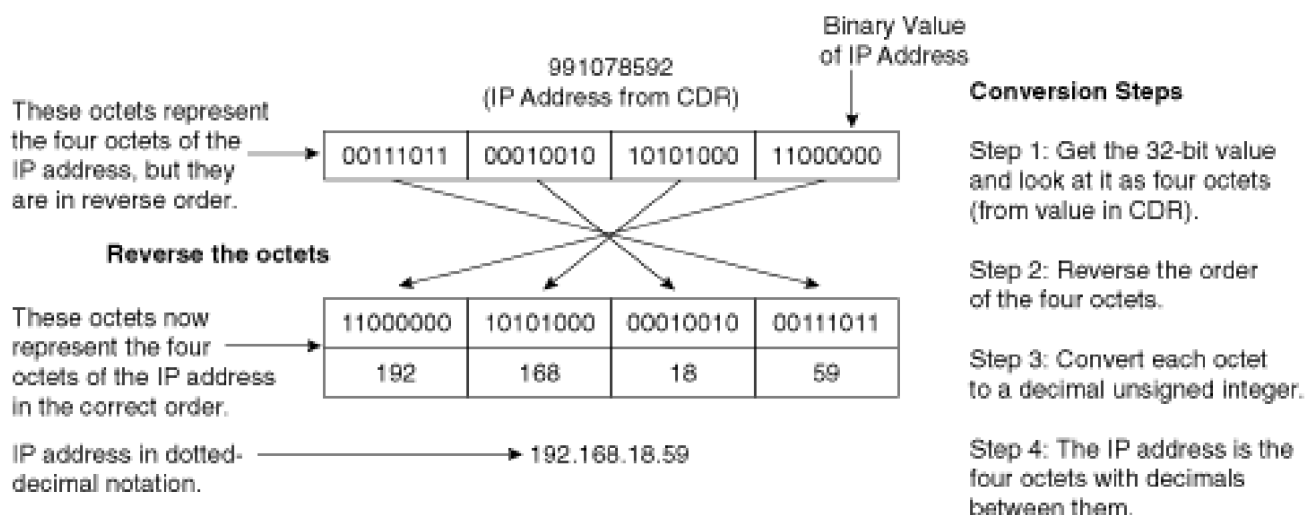 Binary Value
of IP Address
991078592
(IP Address from CDR)
These octets represent
the four octets of the
IP address, but they
are in reverse order.
00111011 00010010 10101000 11000000
Reverse the octets
These octets now
represent the four
octets of the IP address
in the correct order.
11000000 10101000 00010010 00111011
192 168 18 59
IP address in dotted-
decimal notation.
192.168.18.59
Conversion Steps
Step 1: Get the 32-bit value
and look at it as four octets
(from value in CDR).
Step 2: Reverse the order
of the four octets.
Step 3: Convert each octet
to a decimal unsigned integer.
Step 4: The IP address is the
four octets with decimals
between them.